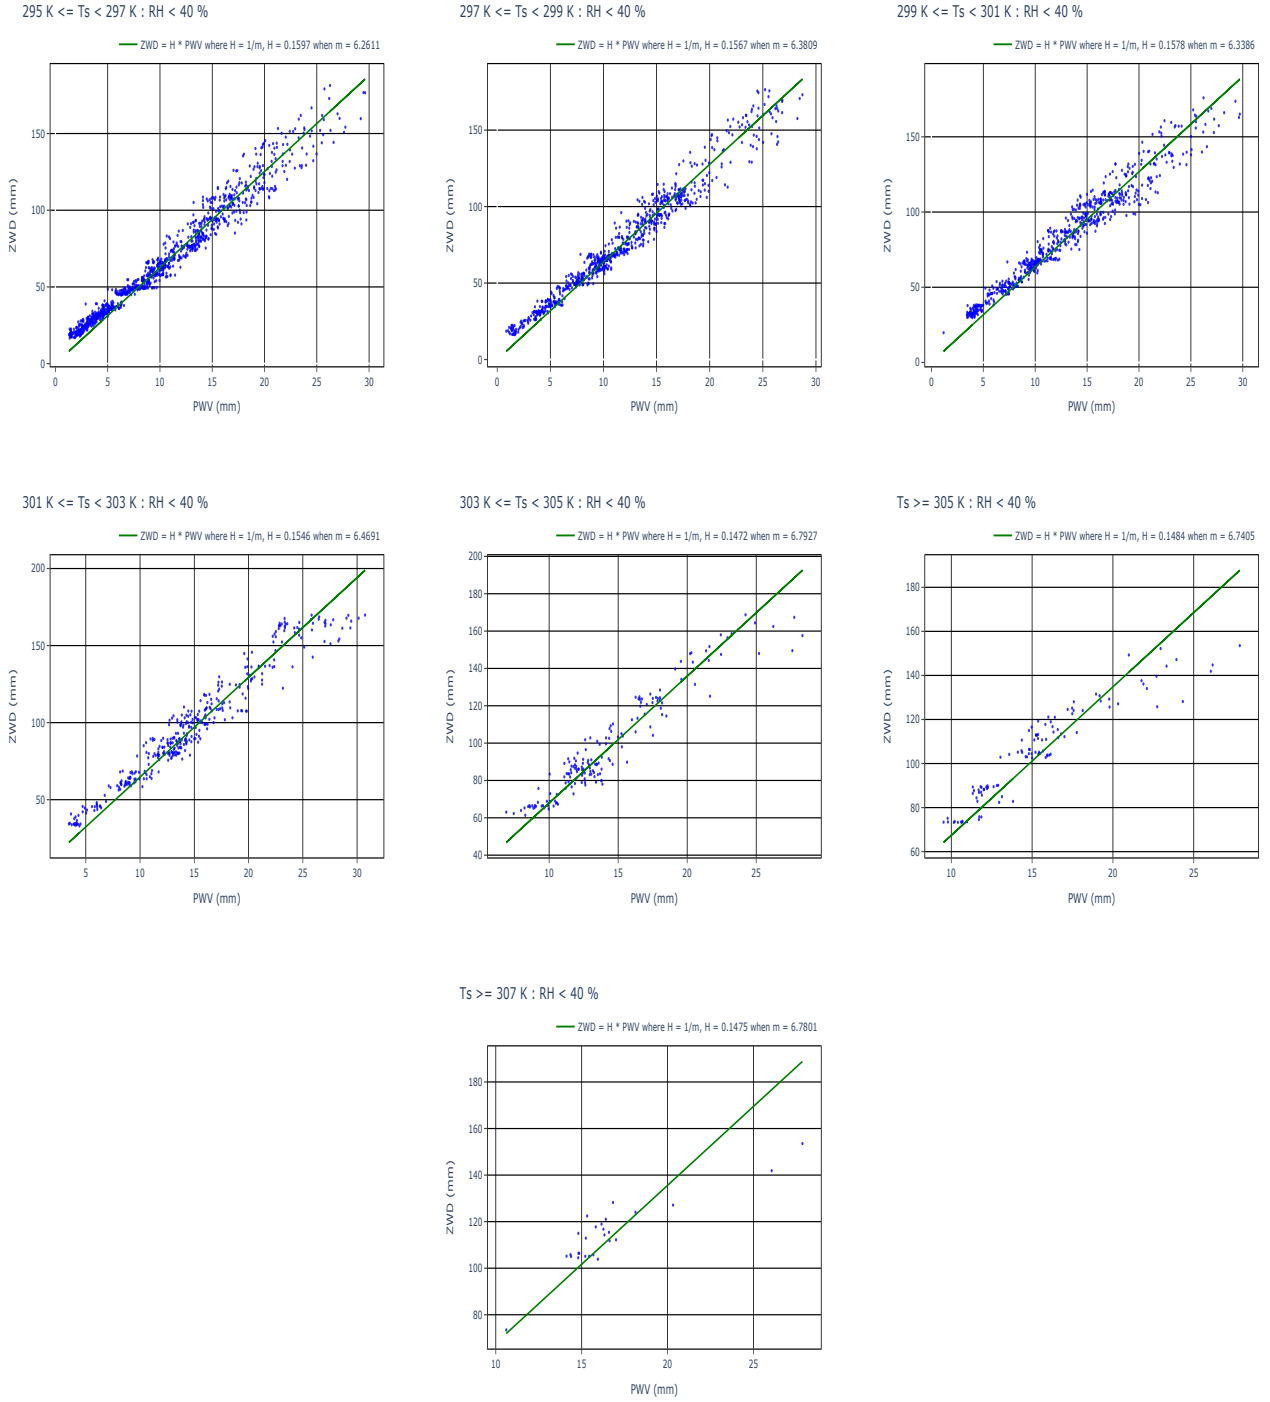 295 K <= Ts < 297 K : RH < 40 %
ZWD = H * PWV where H = 1/m, H = 0.1597 when m = 6.2611
ZWD (mm)
150
100
50
0
0 5 10 15 20 25 30
PWV (mm)
297 K <= Ts < 299 K : RH < 40 %
ZWD = H * PWV where H = 1/m, H = 0.1567 when m = 6.3809
ZWD (mm)
150
100
50
0
0 5 10 15 20 25 30
PWV (mm)
299 K <= Ts < 301 K : RH < 40 %
ZWD = H * PWV where H = 1/m, H = 0.1578 when m = 6.3386
ZWD (mm)
150
100
50
0
0 5 10 15 20 25 30
PWV (mm)
301 K <= Ts < 303 K : RH < 40 %
ZWD = H * PWV where H = 1/m, H = 0.1546 when m = 6.4691
ZWD (mm)
200
150
100
50
5 10 15 20 25 30
PWV (mm)
303 K <= Ts < 305 K : RH < 40 %
ZWD = H * PWV where H = 1/m, H = 0.1472 when m = 6.7927
ZWD (mm)
200
180
160
140
120
100
80
60
40
10 15 20 25
PWV (mm)
Ts >= 305 K : RH < 40 %
ZWD = H * PWV where H = 1/m, H = 0.1484 when m = 6.7405
ZWD (mm)
180
160
140
120
100
80
60
10 15 20 25
PWV (mm)
Ts >= 307 K : RH < 40 %
ZWD = H * PWV where H = 1/m, H = 0.1475 when m = 6.7801
ZWD (mm)
180
160
140
120
100
80
10 15 20 25
PWV (mm)